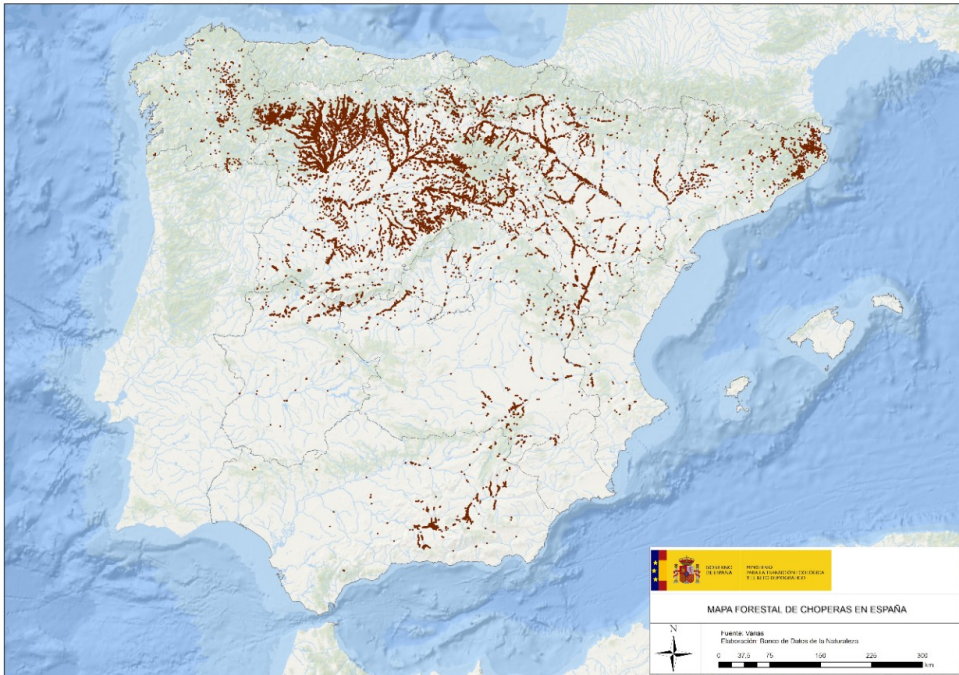 GOBIERNO
DE ESPAÑA
MINISTERIO
PARA LA TRANSICIÓN ECOLÓGICA
Y EL RETO DEMOGRÁFICO
MAPA FORESTAL DE CHOPERAS EN ESPAÑA
N
Fuente: Varias
Elaboración: Banco de Datos de la Naturaleza
0 37,5 75 150 225 300
km